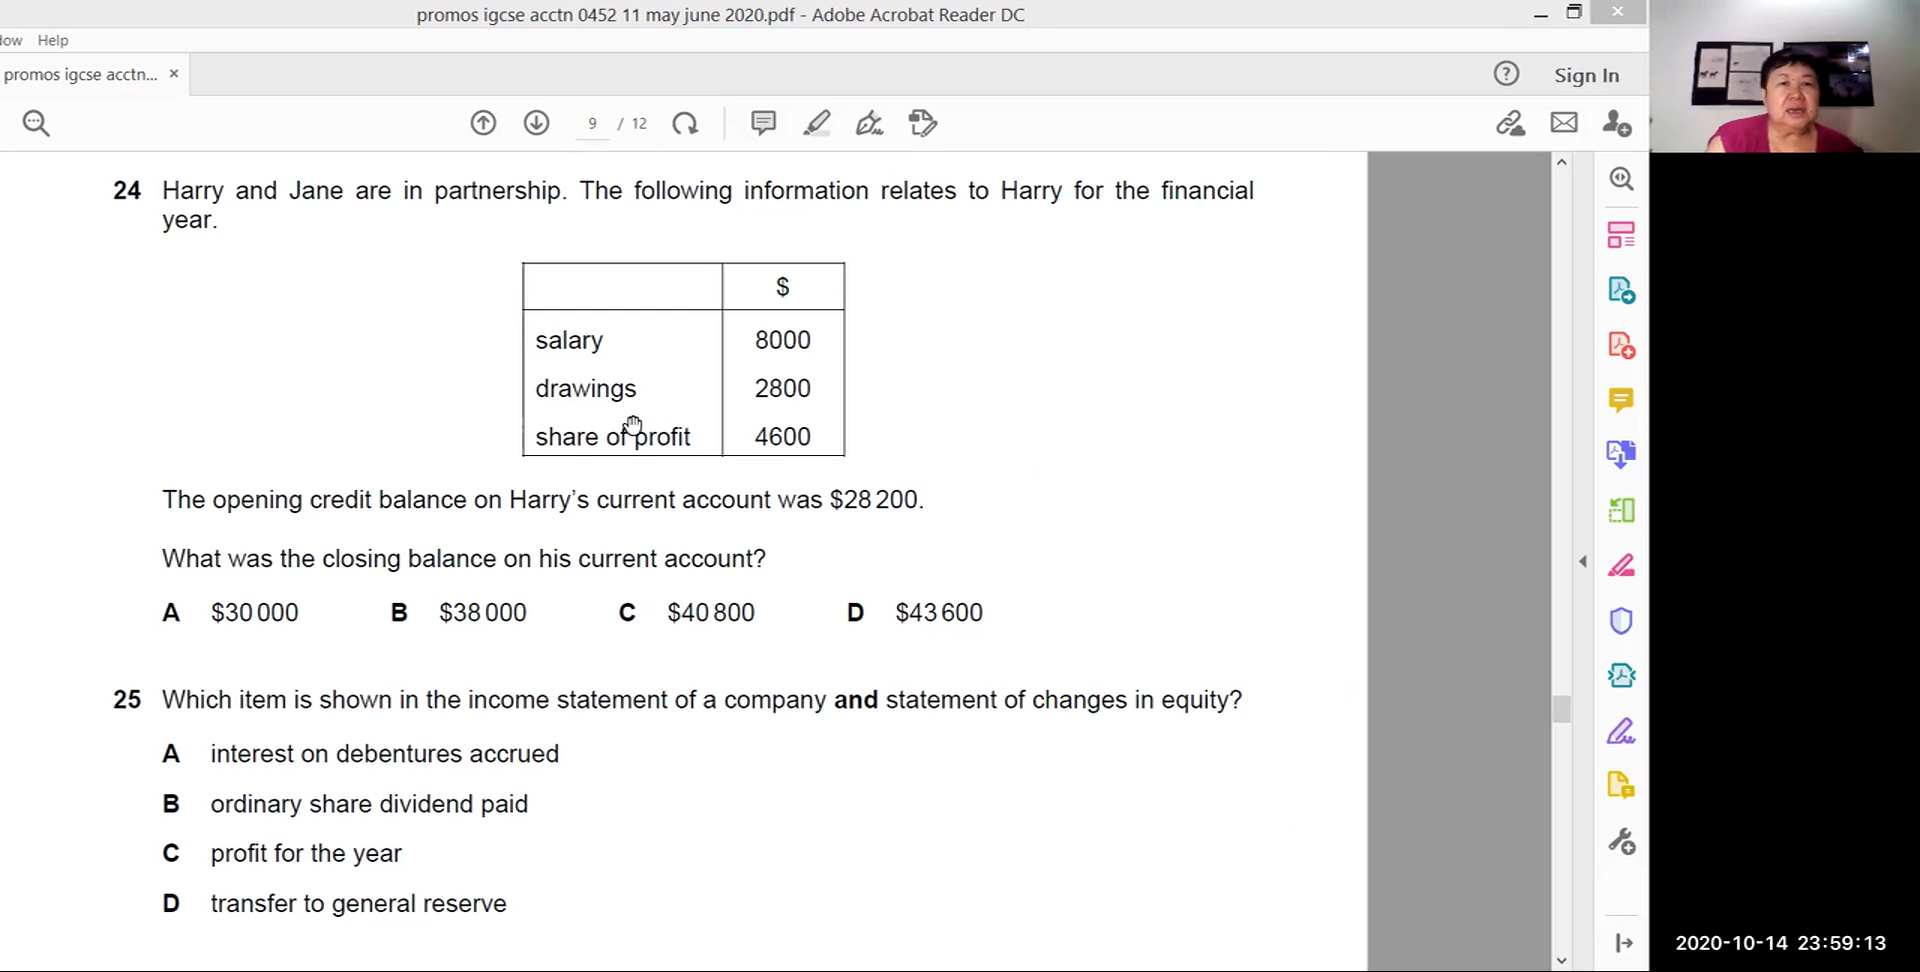 promos igcse acctn 0452 11 may june 2020.pdf - Adobe Acrobat Reader DC
dow Help
promos igcse acctn... ×
Sign In
9 / 12
24 Harry and Jane are in partnership. The following information relates to Harry for the financial
year.
$
salary 8000
drawings 2800
share of profit 4600
The opening credit balance on Harry’s current account was $28 200.
What was the closing balance on his current account?
A $30 000 B $38 000 C $40 800 D $43 600
25 Which item is shown in the income statement of a company and statement of changes in equity?
A interest on debentures accrued
B ordinary share dividend paid
C profit for the year
D transfer to general reserve
2020-10-14 23:59:13